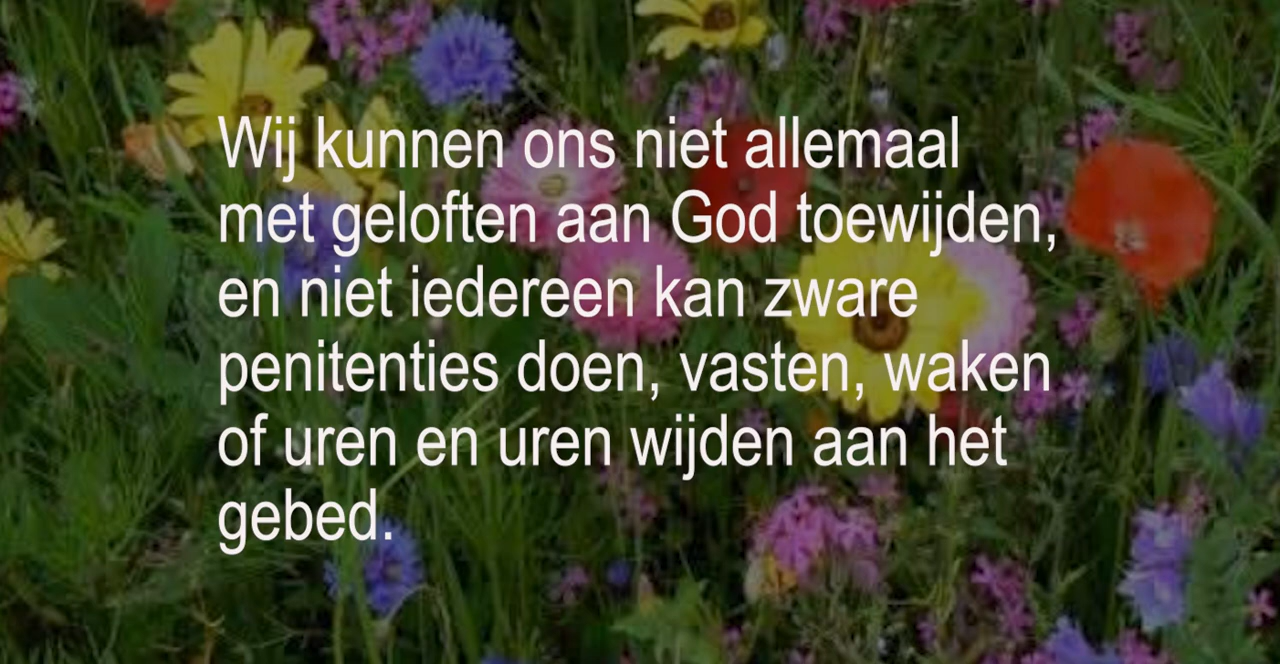 Wij kunnen ons niet allemaal
met geloften aan God toewijden,
en niet iedereen kan zware
penitenties doen, vasten, waken
of uren en uren wijden aan het
gebed.